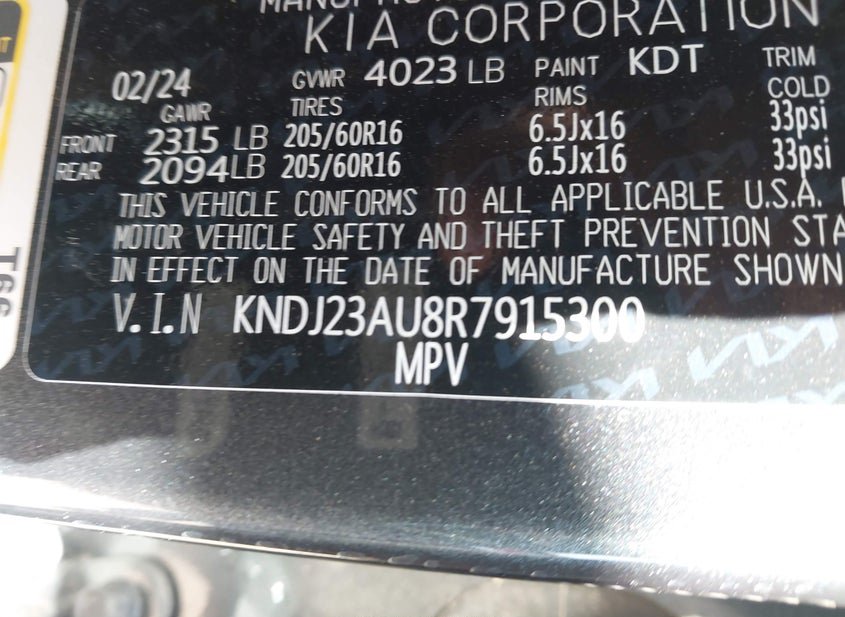 KIA CORPORATION
02/24 GVWR 4023 LB PAINT KDT TRIM
GAWR TIRES RIMS COLD
FRONT 2315 LB 205/60R16 6.5Jx16 33psi
REAR 2094LB 205/60R16 6.5Jx16 33psi
THIS VEHICLE CONFORMS TO ALL APPLICABLE U.S.A.
MOTOR VEHICLE SAFETY AND THEFT PREVENTION STA
IN EFFECT ON THE DATE OF MANUFACTURE SHOWN
V.I.N KNDJ23AU8R7915300
MPV
T66